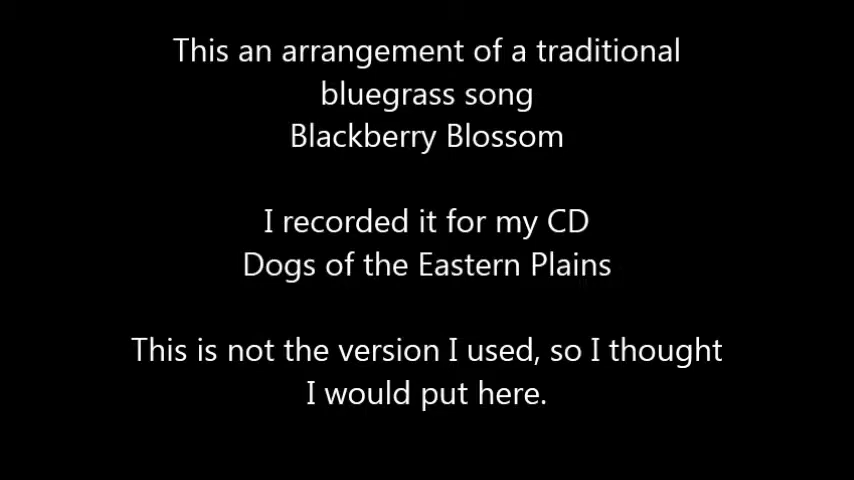 This an arrangement of a traditional
bluegrass song
Blackberry Blossom
I recorded it for my CD
Dogs of the Eastern Plains
This is not the version I used, so I thought
I would put here.